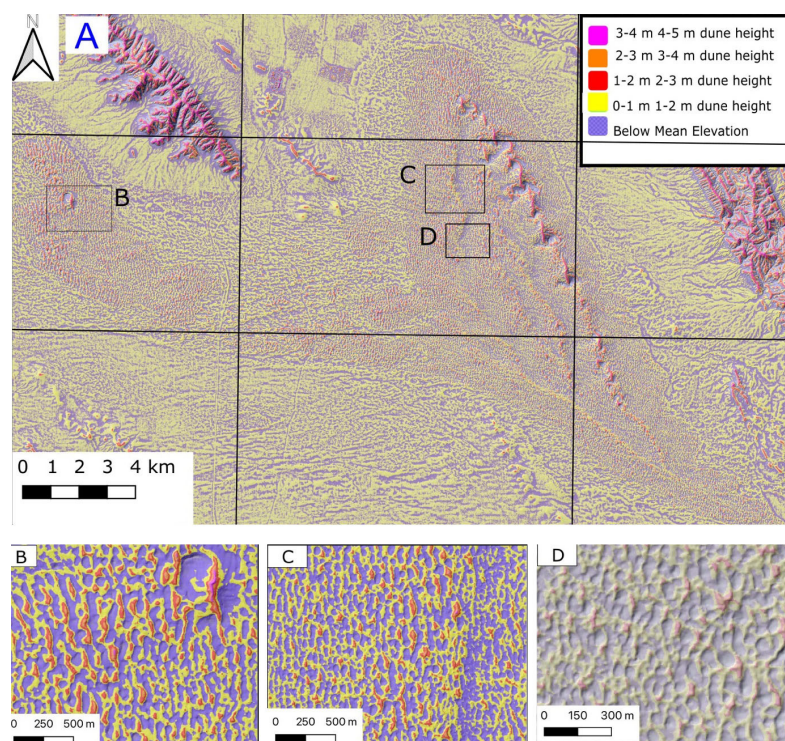 N
A
3-4 m 4-5 m dune height
2-3 m 3-4 m dune height
1-2 m 2-3 m dune height
0-1 m 1-2 m dune height
Below Mean Elevation
B
C
D
0 1 2 3 4 km
B
C
D
0 250 500 m
0 250 500 m
0 150 300 m